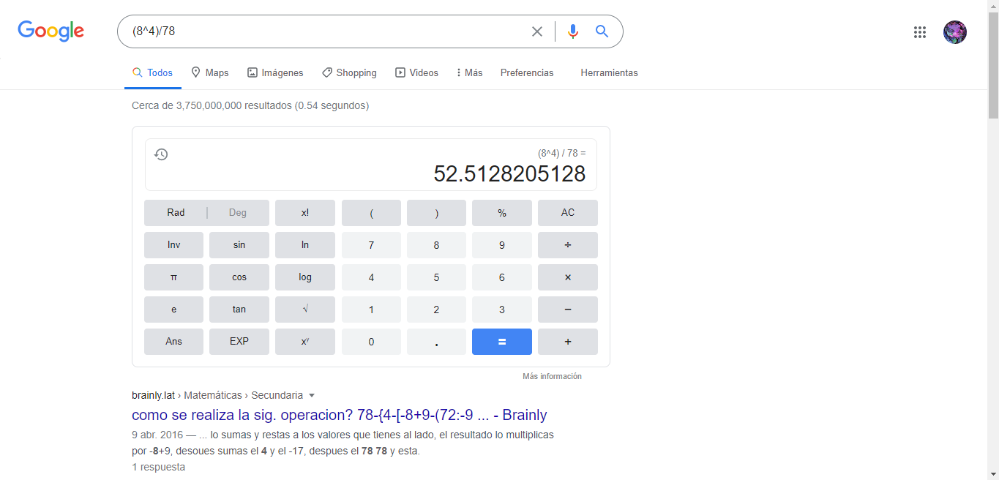 Google
(8^4)/78
Todos Maps Imágenes Shopping Videos Más Preferencias Herramientas
Cerca de 3,750,000,000 resultados (0.54 segundos)
(8^4) / 78 =
52.5128205128
Rad Deg x! ( ) % AC
Inv sin ln 7 8 9 ÷
π cos log 4 5 6 ×
e tan √ 1 2 3 −
Ans EXP xʸ 0 . = +
Más información
brainly.lat › Matemáticas › Secundaria
como se realiza la sig. operacion? 78-{4-[-8+9-(72:-9 ... - Brainly
9 abr. 2016 — ... lo sumas y restas a los valores que tienes al lado, el resultado lo multiplicas
por -8+9, desoues sumas el 4 y el -17, despues el 78 78 y esta.
1 respuesta